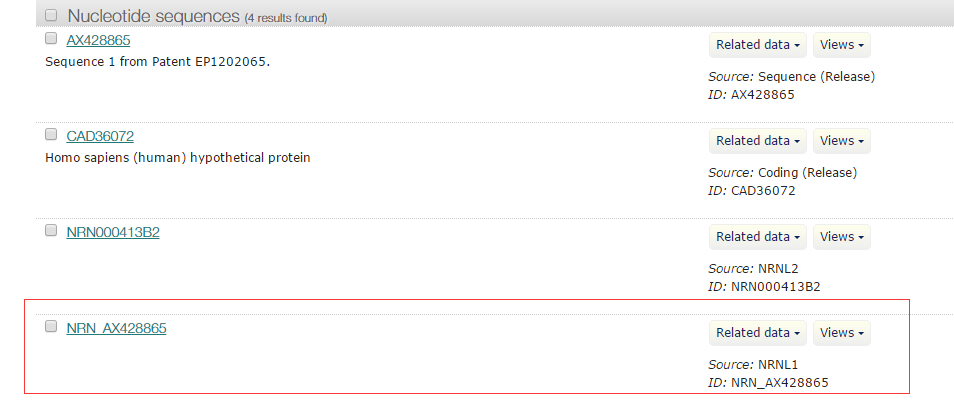 Nucleotide sequences (4 results found)
AX428865
Related data Views
Sequence 1 from Patent EP1202065.
Source: Sequence (Release)
ID: AX428865
CAD36072
Related data Views
Homo sapiens (human) hypothetical protein
Source: Coding (Release)
ID: CAD36072
NRN000413B2
Related data Views
Source: NRNL2
ID: NRN000413B2
NRN_AX428865
Related data Views
Source: NRNL1
ID: NRN_AX428865